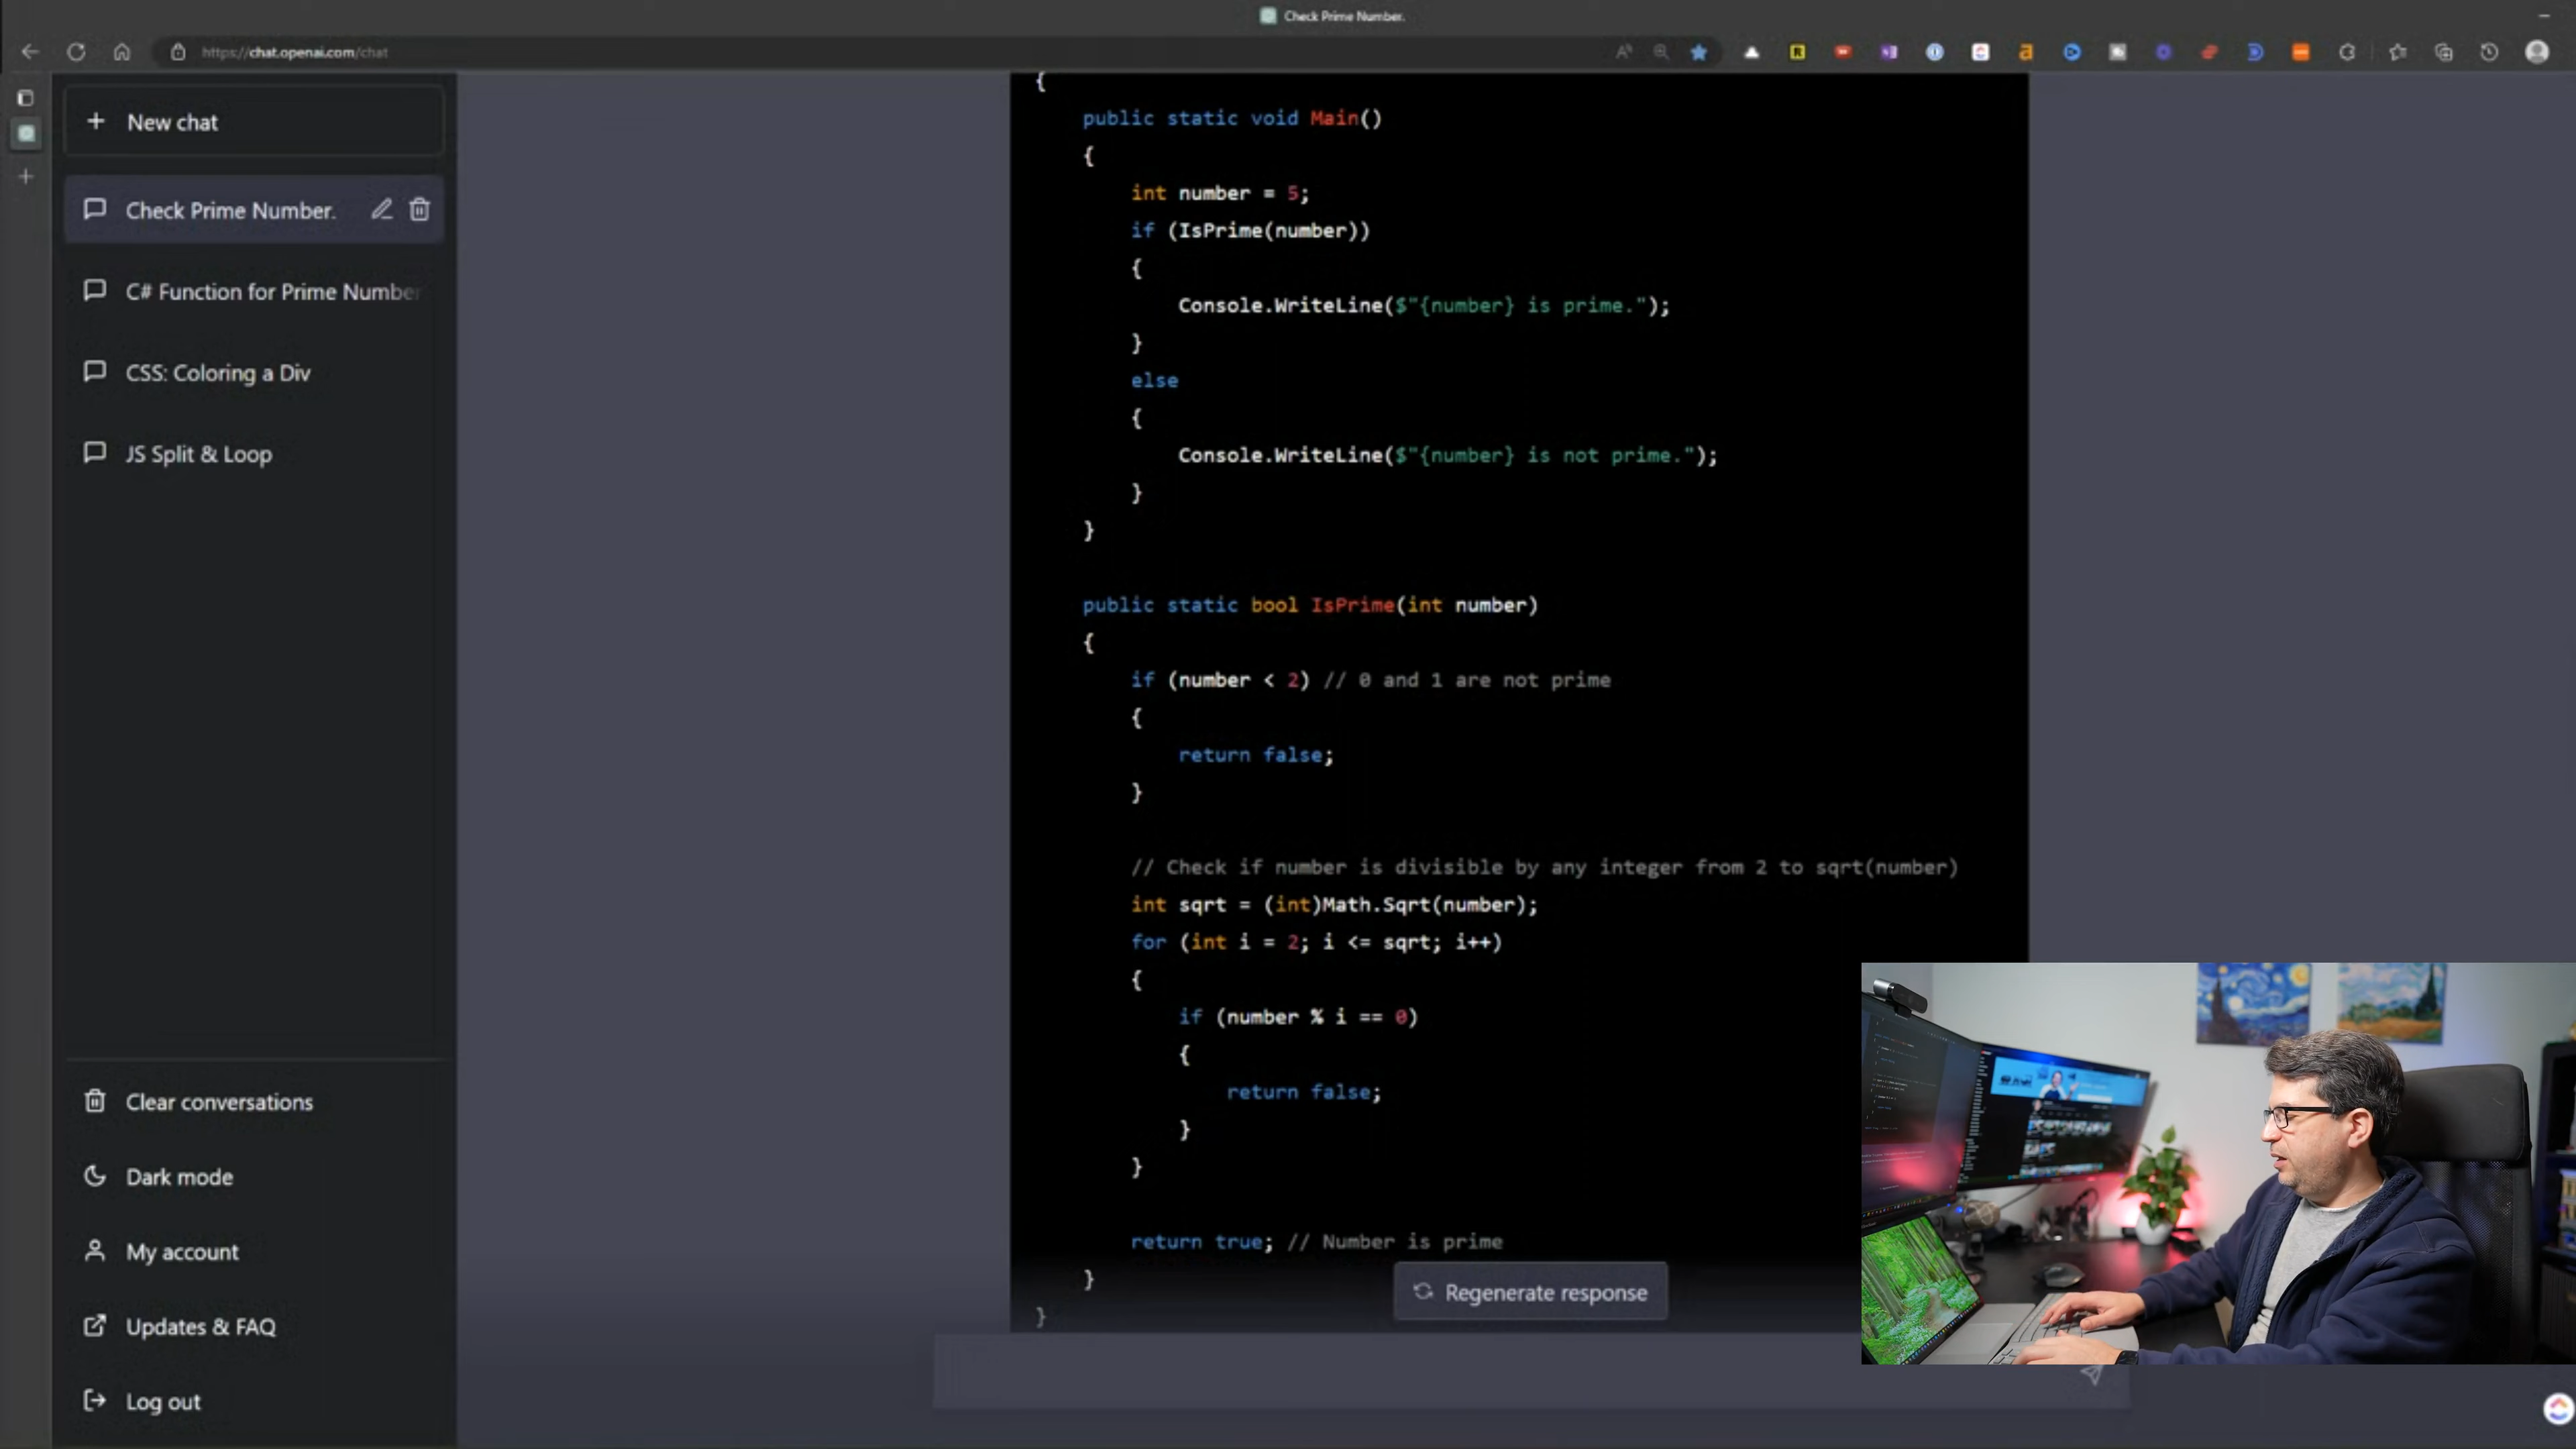 Check Prime Number.
https://chat.openai.com/chat
New chat
Check Prime Number.
C# Function for Prime Number
CSS: Coloring a Div
JS Split & Loop
Clear conversations
Dark mode
My account
Updates & FAQ
Log out
{
public static void Main()
{
int number = 5;
if (IsPrime(number))
{
Console.WriteLine($"{number} is prime.");
}
else
{
Console.WriteLine($"{number} is not prime.");
}
}
public static bool IsPrime(int number)
{
if (number < 2) // 0 and 1 are not prime
{
return false;
}
// Check if number is divisible by any integer from 2 to sqrt(number)
int sqrt = (int)Math.Sqrt(number);
for (int i = 2; i <= sqrt; i++)
{
if (number % i == 0)
{
return false;
}
}
return true; // Number is prime
}
}
Regenerate response